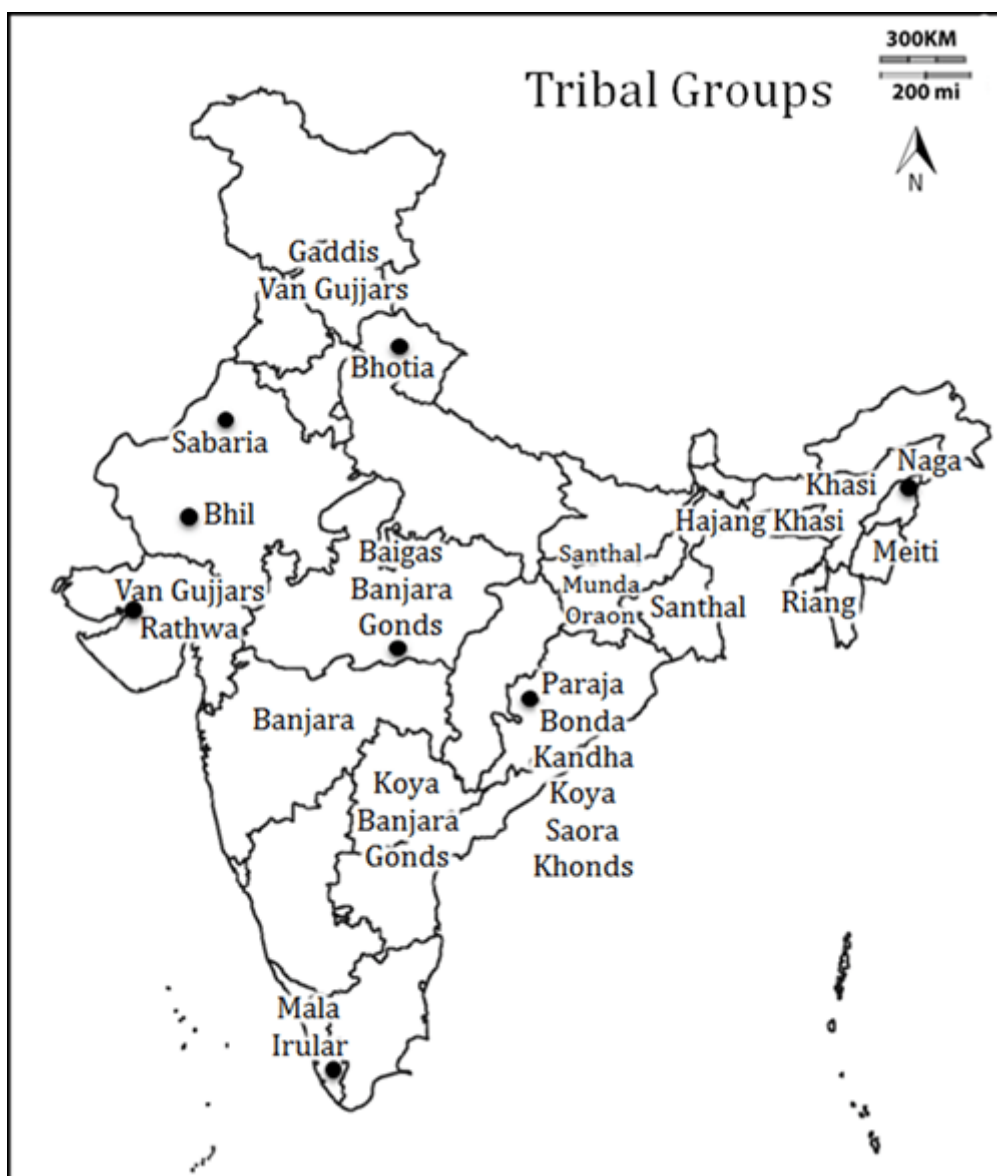 300KM
200 mi
Tribal Groups
N
Gaddis
Van Gujjars
Bhotia
Sabaria
Bhil
Naga
Khasi
Hajang Khasi
Meiti
Baigas
Banjara
Gonds
Santhal
Munda
Oraon
Santhal
Riang
Van Gujjars
Rathwa
Banjara
Paraja
Bonda
Kandha
Koya
Saora
Khonds
Koya
Banjara
Gonds
Mala
Irular